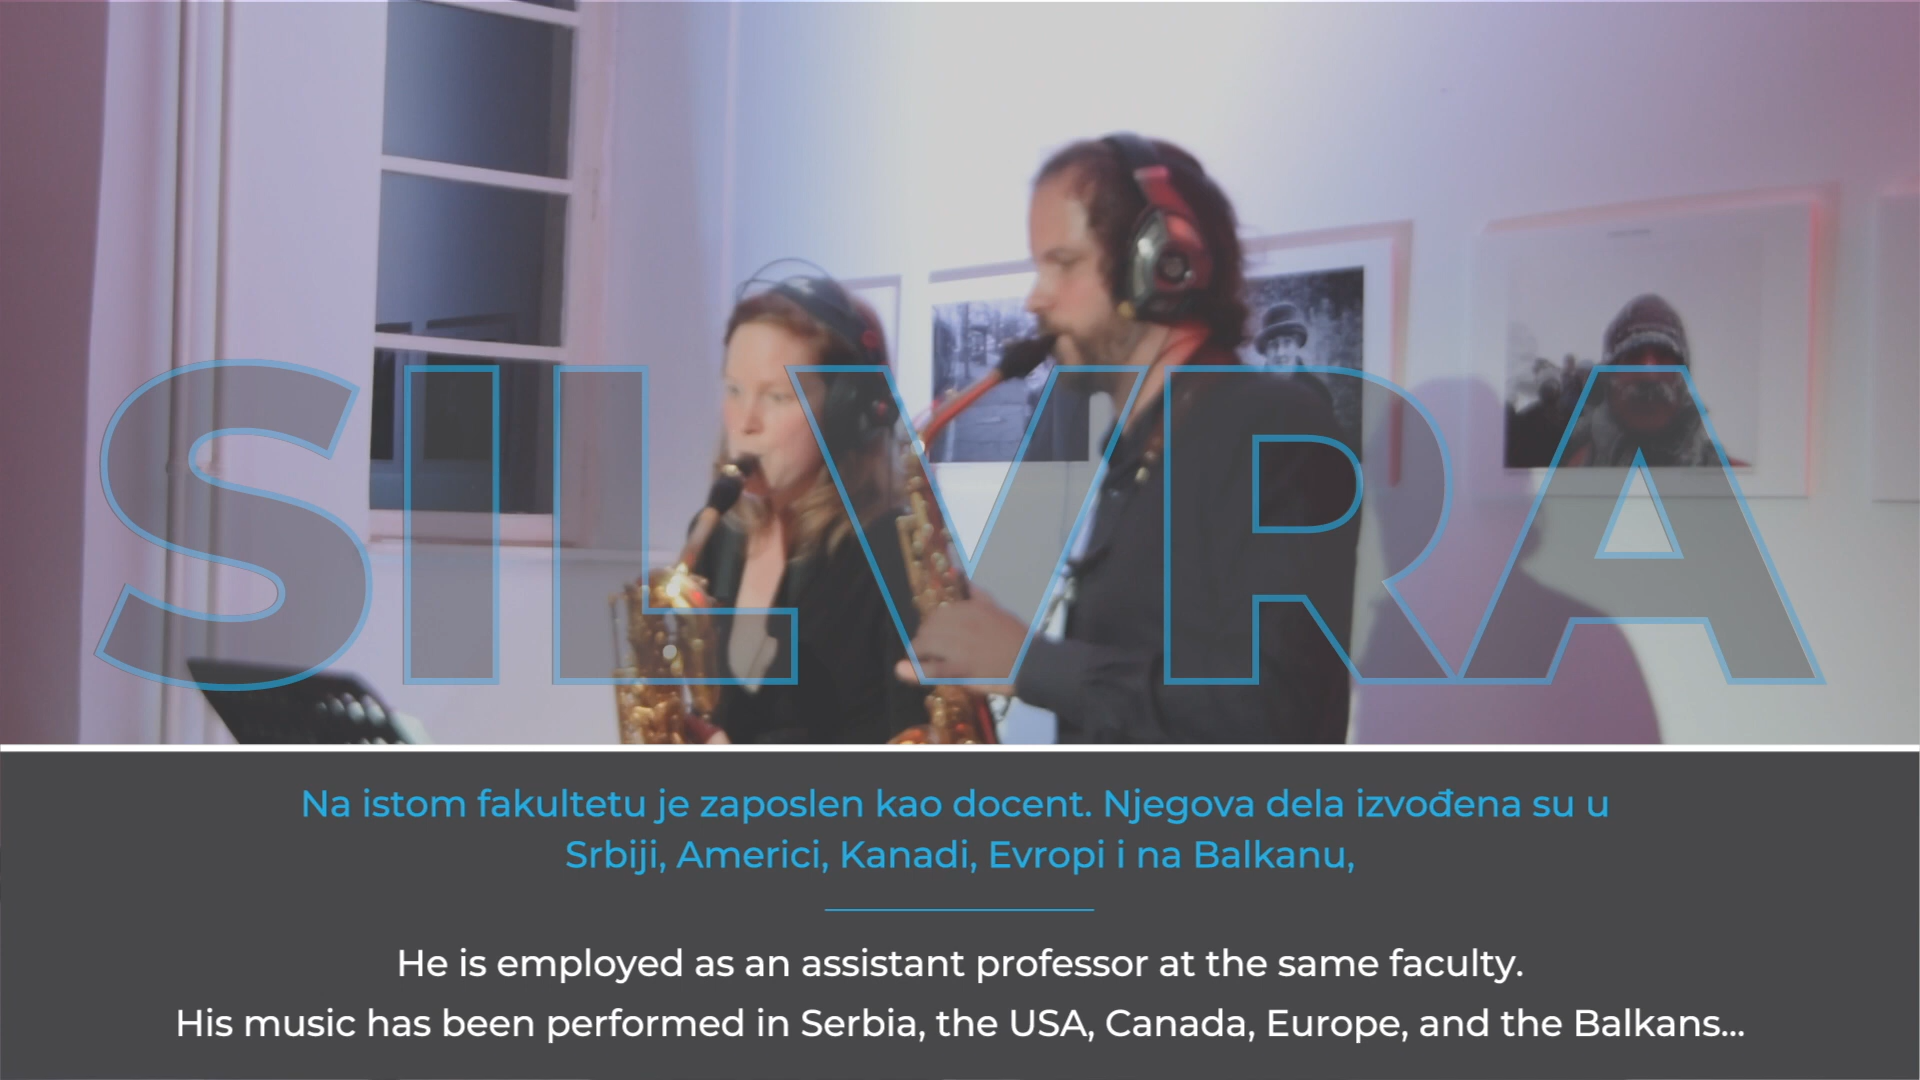 SILVRA
Na istom fakultetu je zaposlen kao docent. Njegova dela izvođena su u
Srbiji, Americi, Kanadi, Evropi i na Balkanu,
He is employed as an assistant professor at the same faculty.
His music has been performed in Serbia, the USA, Canada, Europe, and the Balkans...